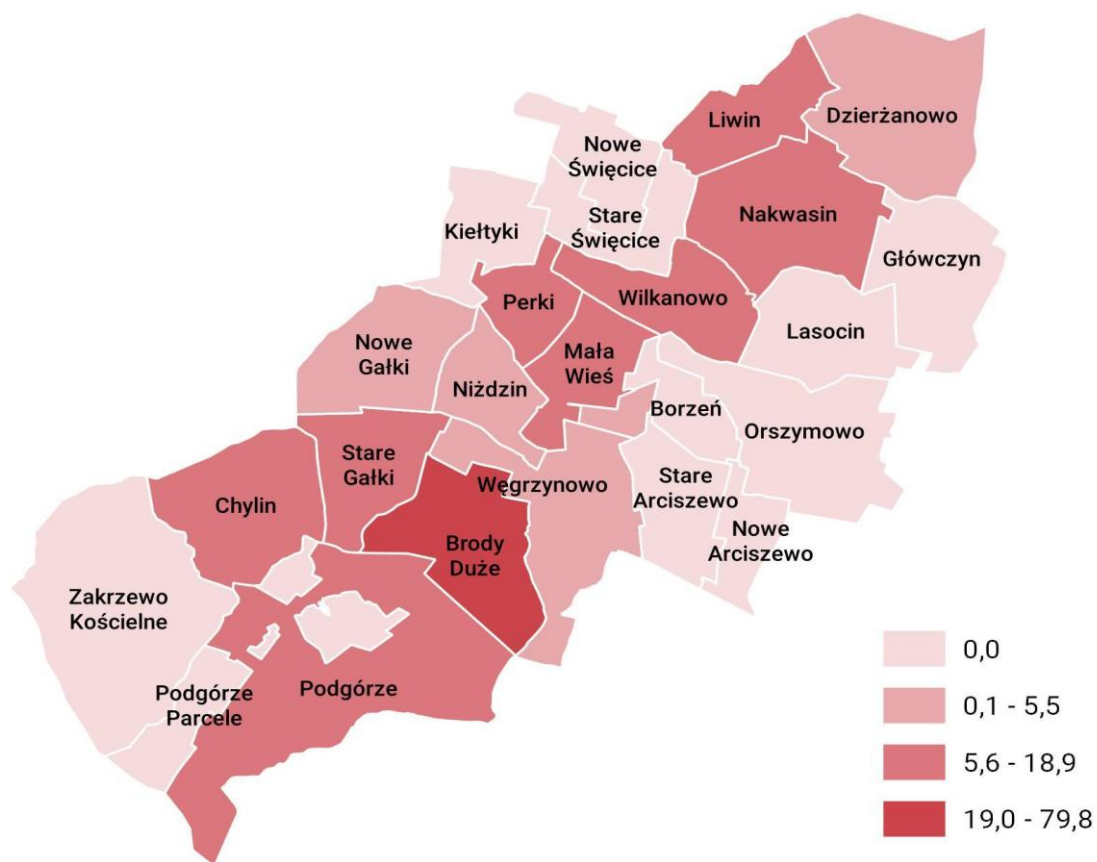 Liwin
Dzierżanowo
Nowe
Święcice
Stare
Święcice
Nakwasin
Kiełtyki
Główczyn
Perki
Wilkanowo
Lasocin
Nowe
Gałki
Mała
Wieś
Niżdzin
Borzeń
Orszymowo
Stare
Gałki
Węgrzynowo
Stare
Arciszewo
Chylin
Nowe
Arciszewo
Brody
Duże
Zakrzewo
Kościelne
Podgórze
Parcele
Podgórze
0,0
0,1 - 5,5
5,6 - 18,9
19,0 - 79,8